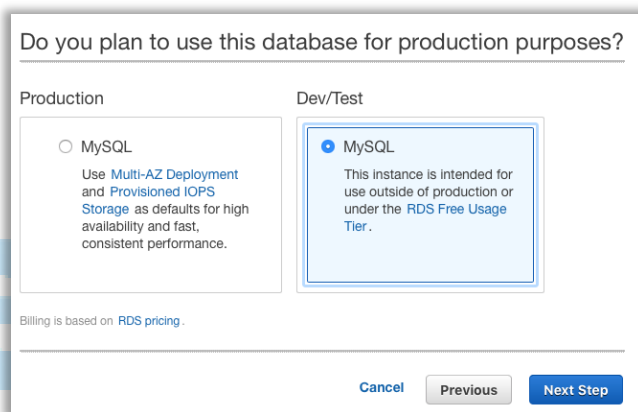 Do you plan to use this database for production purposes?
Production
Dev/Test
MySQL
Use Multi-AZ Deployment
and Provisioned IOPS
Storage as defaults for high
availability and fast,
consistent performance.
MySQL
This instance is intended for
use outside of production or
under the RDS Free Usage
Tier.
Billing is based on RDS pricing.
Cancel
Previous
Next Step